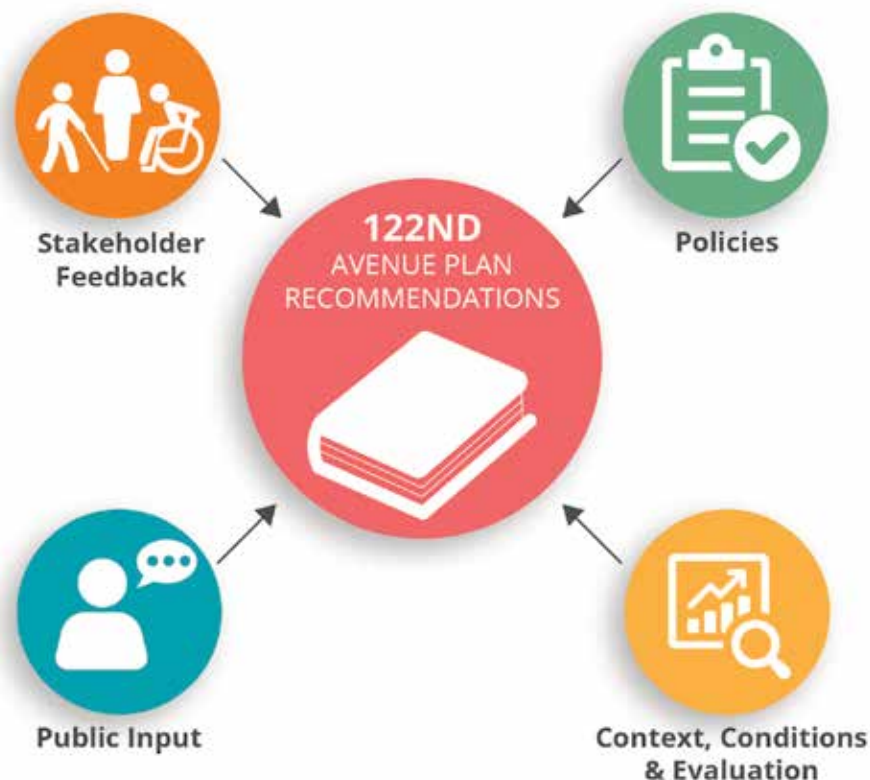 Stakeholder
Feedback
Policies
122ND
AVENUE PLAN
RECOMMENDATIONS
Public Input
Context, Conditions
& Evaluation